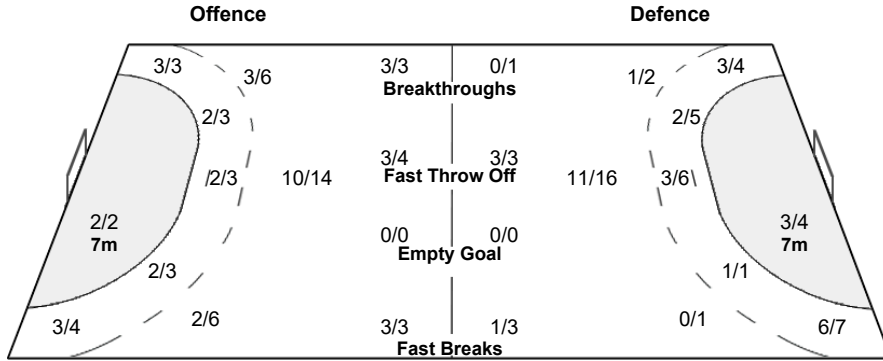 Offence Defence
3/3 3/6 3/3 0/1 1/2 3/4
Breakthroughs
2/3 2/5
3/4 3/3
2/3 10/14 Fast Throw Off 11/16 3/6
2/2 3/4
7m 7m
0/0 0/0
Empty Goal
2/3 1/1
3/4 2/6 3/3 1/3 0/1 6/7
Fast Breaks